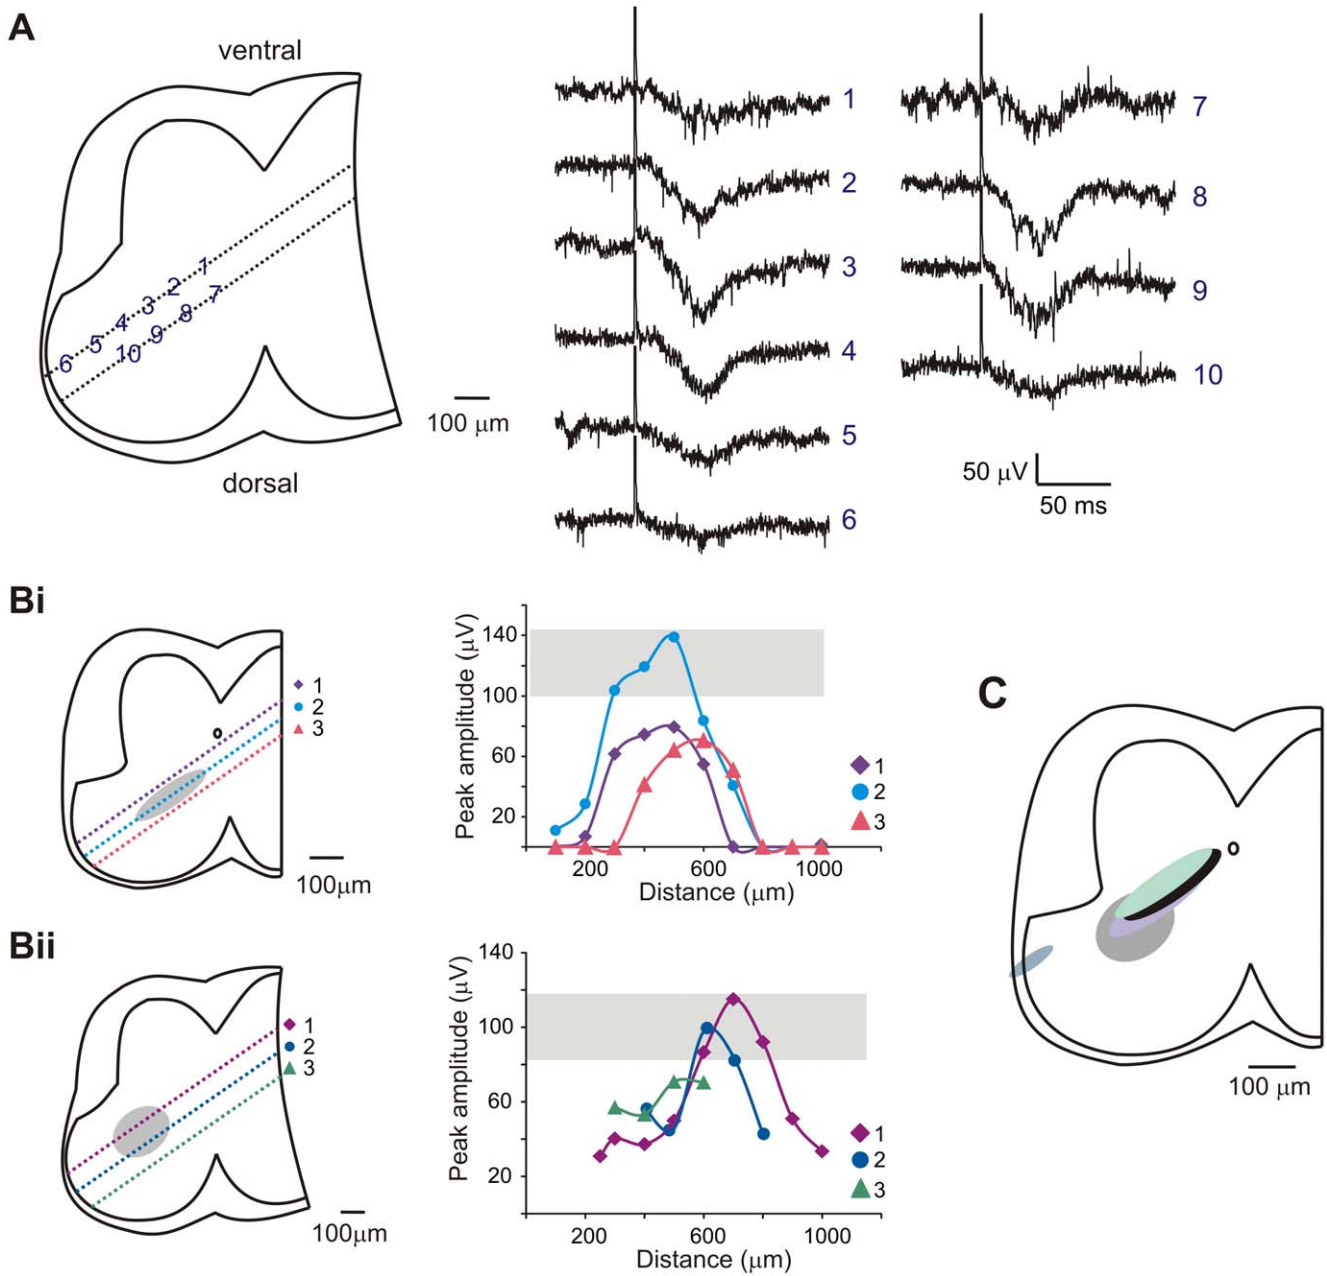 A
ventral
1
2
3
4
5
6
7
8
9
10
dorsal
100 μm
1
2
3
4
5
6
7
8
9
10
50 μV
50 ms
Bi
1
2
3
100μm
Peak amplitude (μV)
140
100
60
20
200 600 1000
Distance (μm)
1
2
3
Bii
1
2
3
100μm
Peak amplitude (μV)
140
100
60
20
200 600 1000
Distance (μm)
1
2
3
C
100 μm